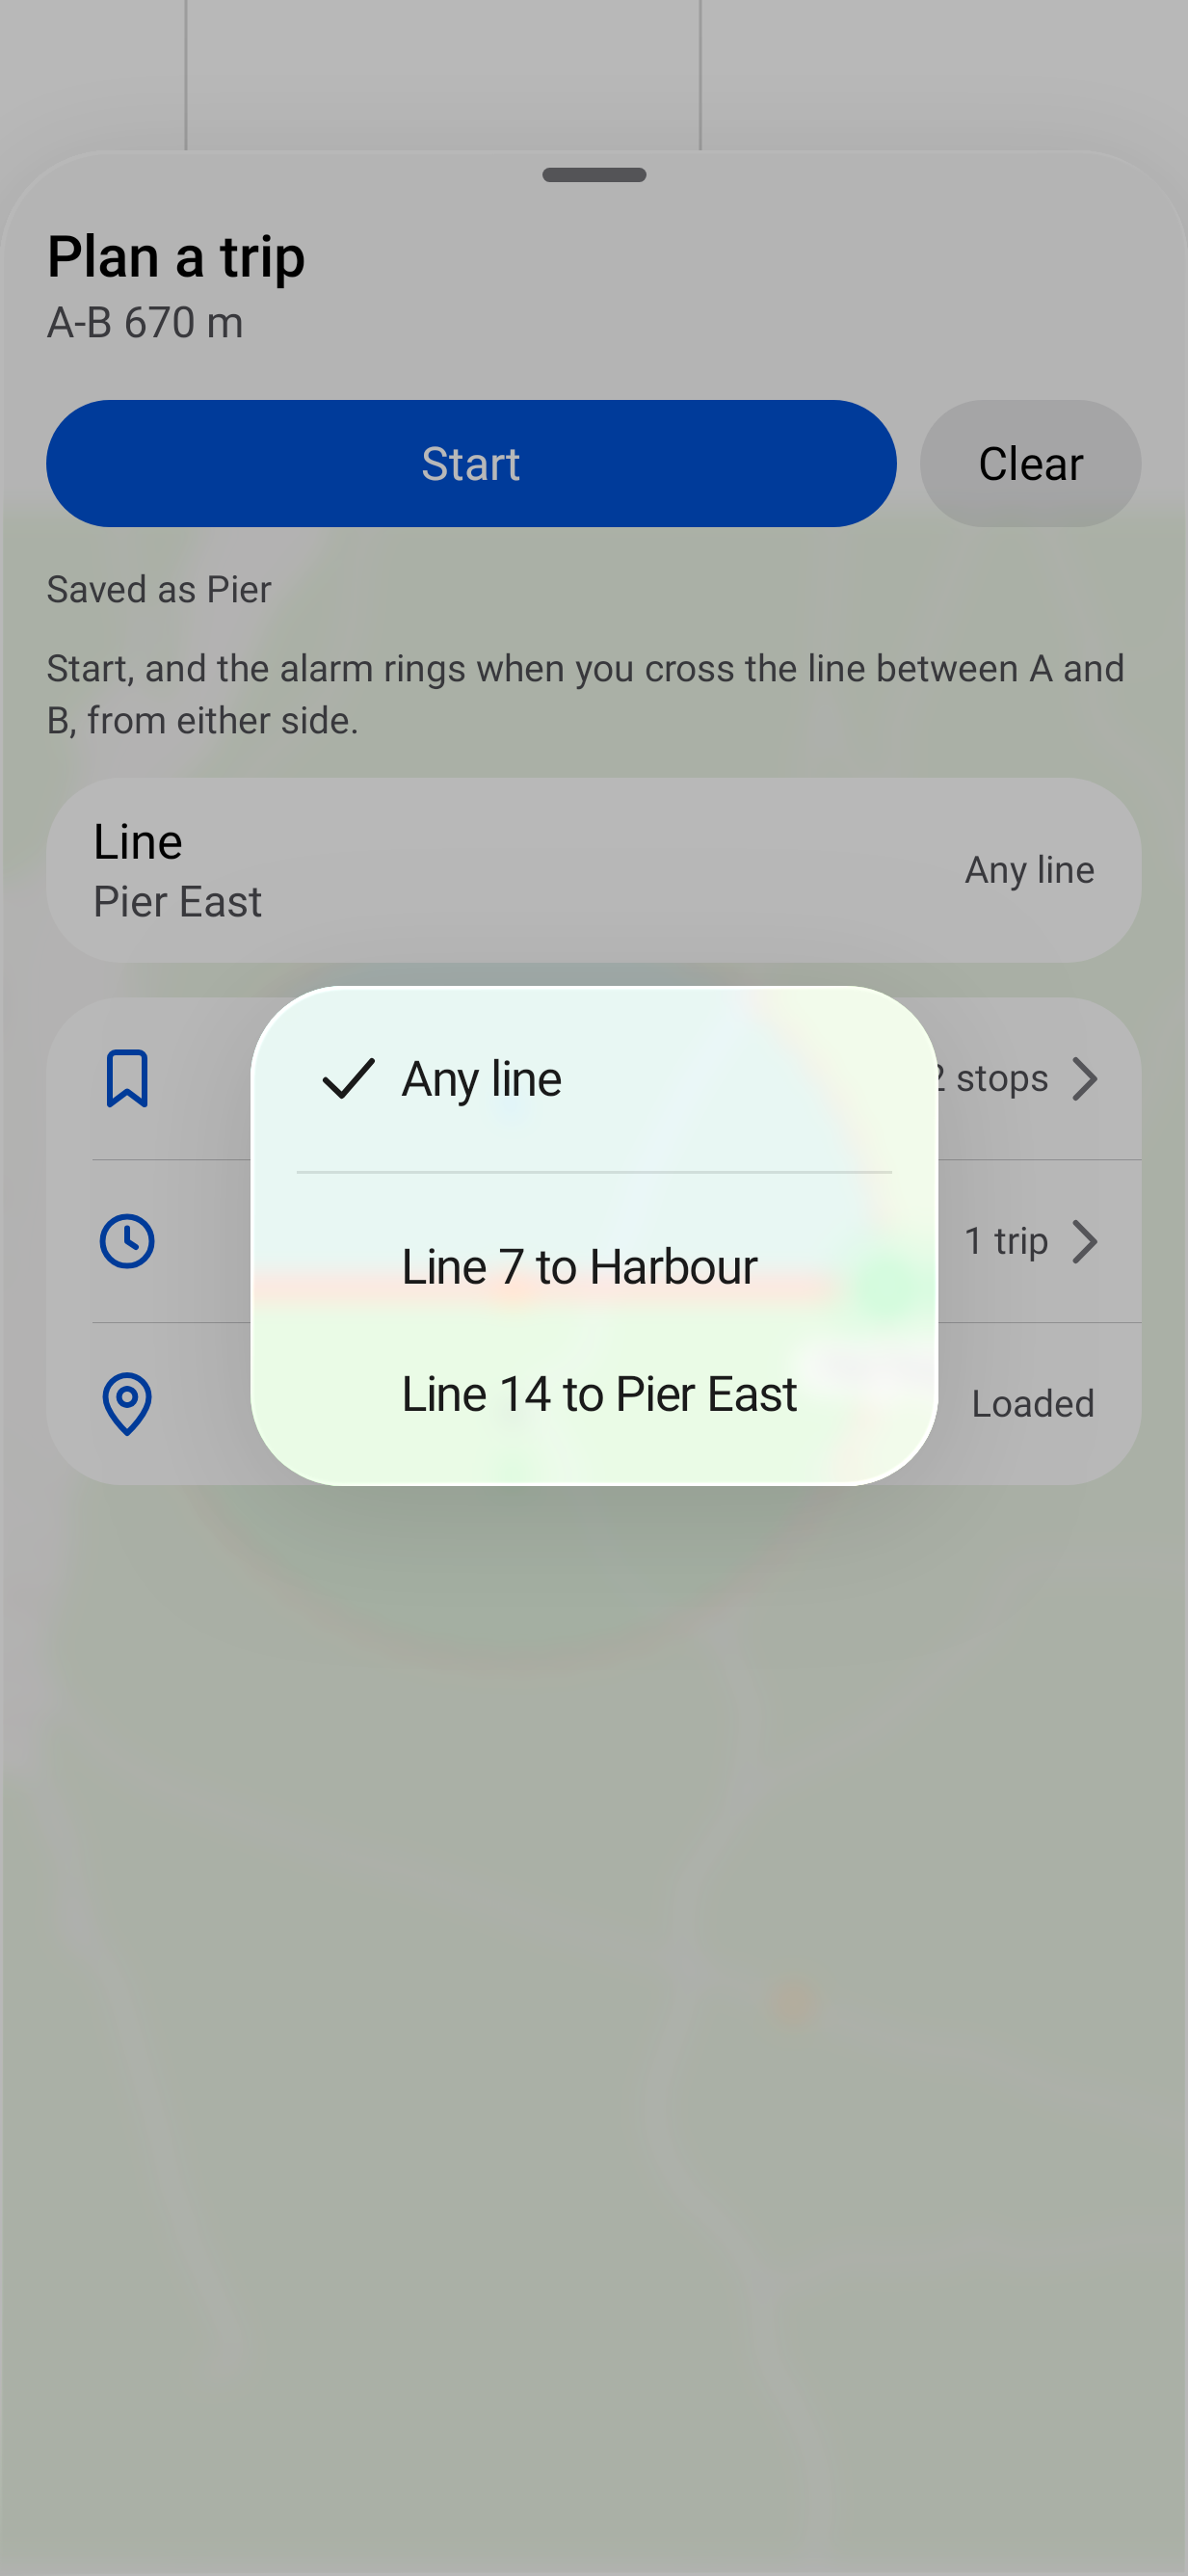 Plan a trip
A-B 670 m
Start
Clear
Saved as Pier
Start, and the alarm rings when you cross the line between A and
B, from either side.
Line
Pier East
Any line
Any line
stops
Line 7 to Harbour
1 trip
Line 14 to Pier East
Loaded